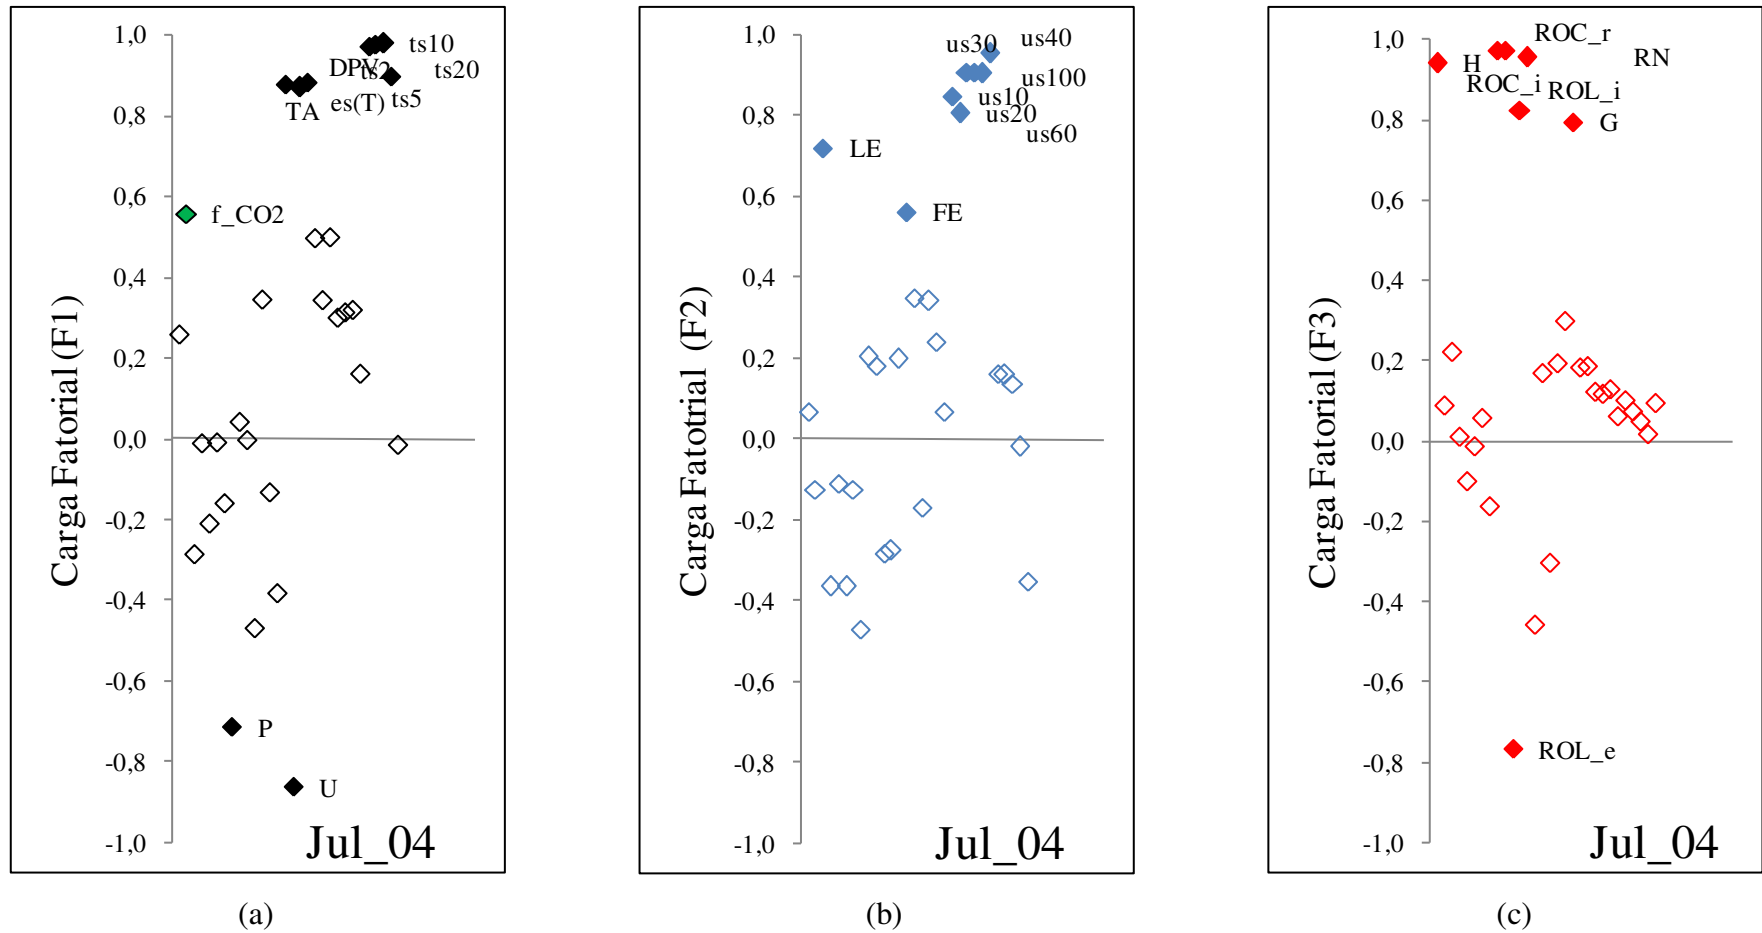 Carga Fatorial (F1)
1,0
0,8
0,6
0,4
0,2
0,0
-0,2
-0,4
-0,6
-0,8
-1,0
ts10
DPV
ts2
ts20
TA
es(T)
ts5
f_CO2
P
U
Jul_04
(a)
Carga Fatotrial (F2)
1,0
0,8
0,6
0,4
0,2
0,0
-0,2
-0,4
-0,6
-0,8
-1,0
us30
us40
us100
us10
us20
us60
LE
FE
Jul_04
(b)
Carga Fatorial (F3)
1,0
0,8
0,6
0,4
0,2
0,0
-0,2
-0,4
-0,6
-0,8
-1,0
ROC_r
H
RN
ROC_i
ROL_i
G
ROL_e
Jul_04
(c)